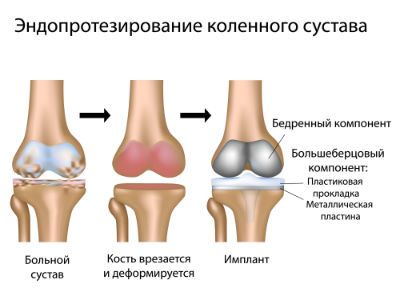 Эндопротезирование коленного сустава
Бедренный компонент
Большеберцовый
компонент:
Пластиковая
прокладка
Металлическая
пластина
Больной
сустав
Кость врезается
и деформируется
Имплант